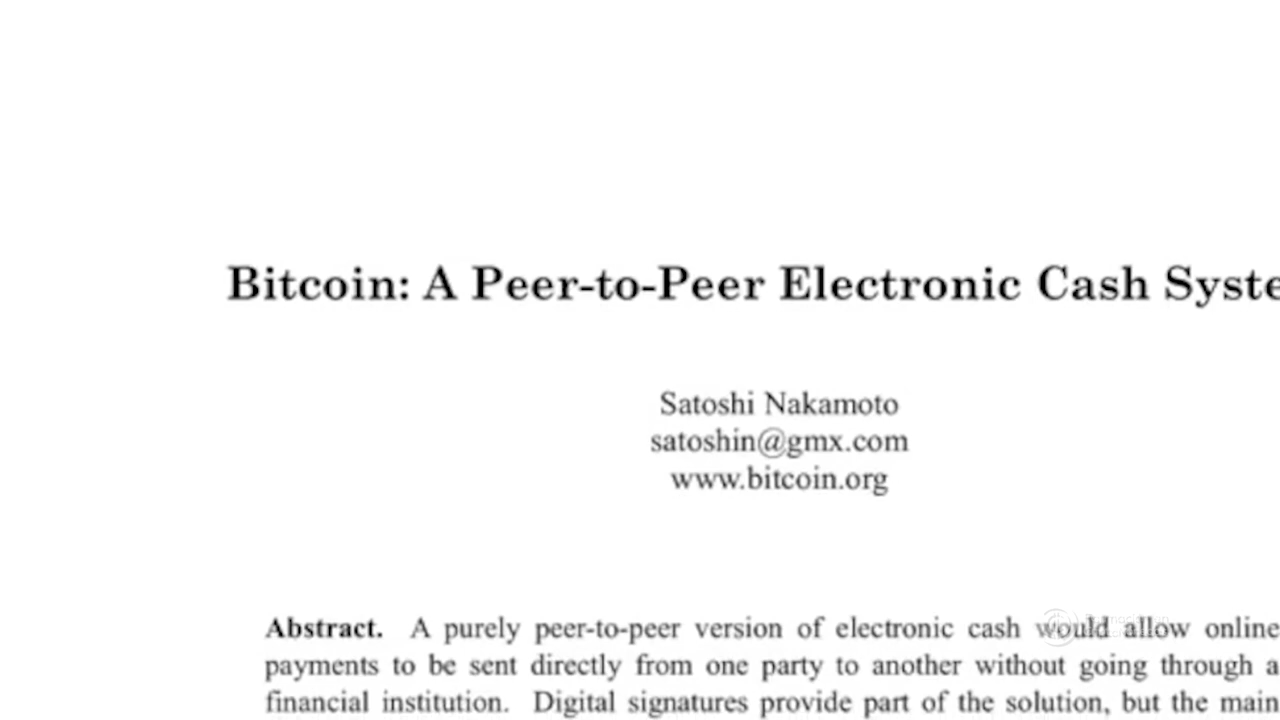 Bitcoin: A Peer-to-Peer Electronic Cash Syste
Satoshi Nakamoto
satoshin@gmx.com
www.bitcoin.org
Abstract. A purely peer-to-peer version of electronic cash would allow online
payments to be sent directly from one party to another without going through a
financial institution. Digital signatures provide part of the solution, but the main